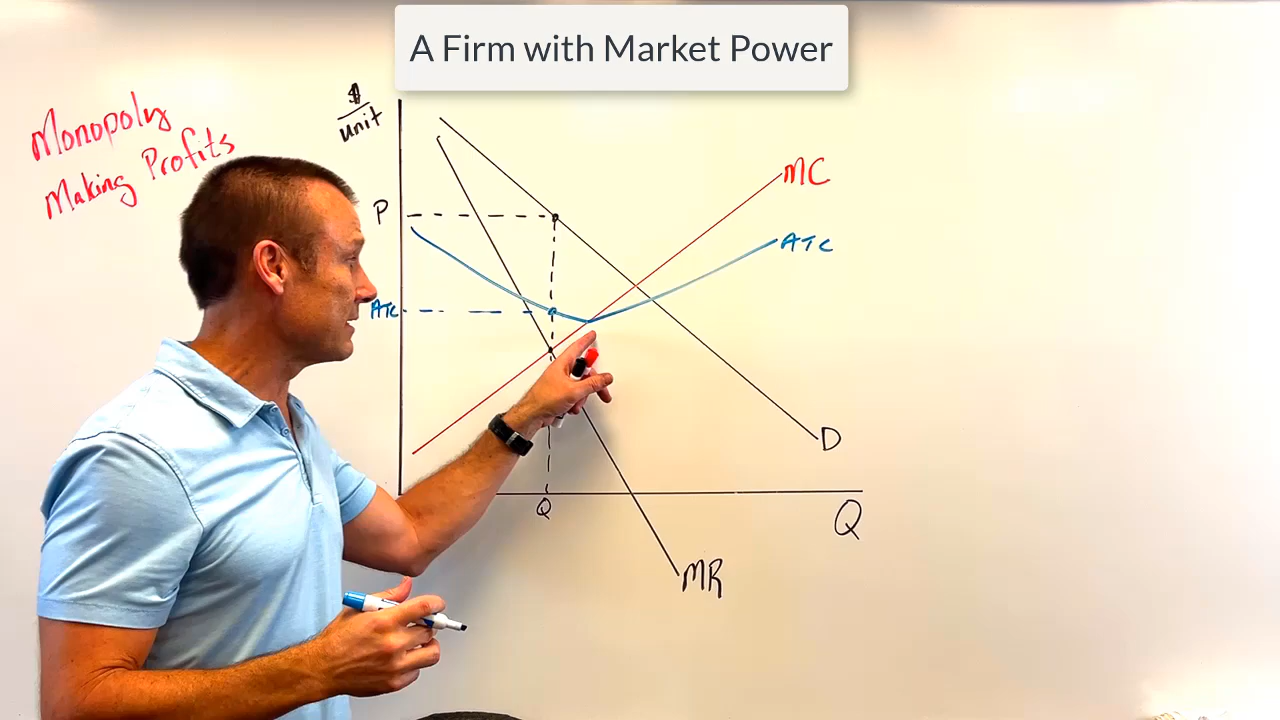 A Firm with Market Power
Monopoly
Making Profits
$
unit
P
ATC
MC
ATC
D
Q
Q
MR